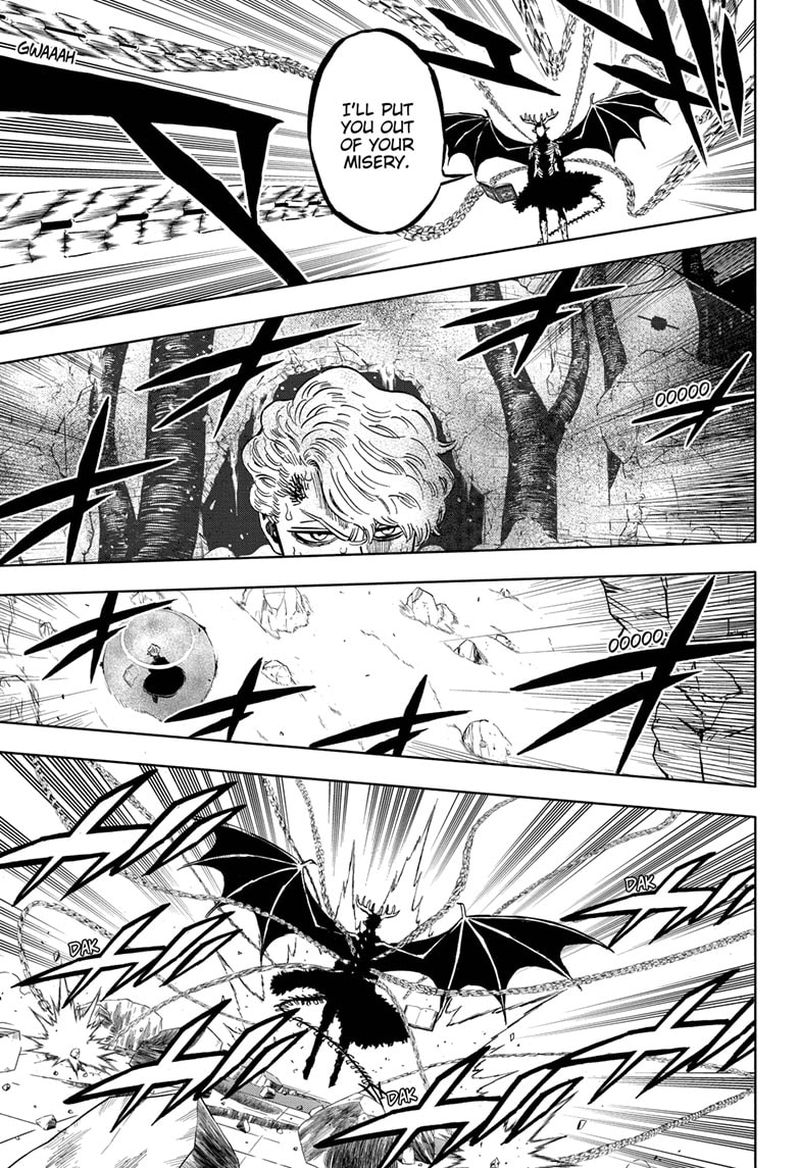 GWAAAH
I'LL PUT
YOU OUT
OF YOUR
MISERY.
OOOOO
OOOOO
DAK
DAK
DAK